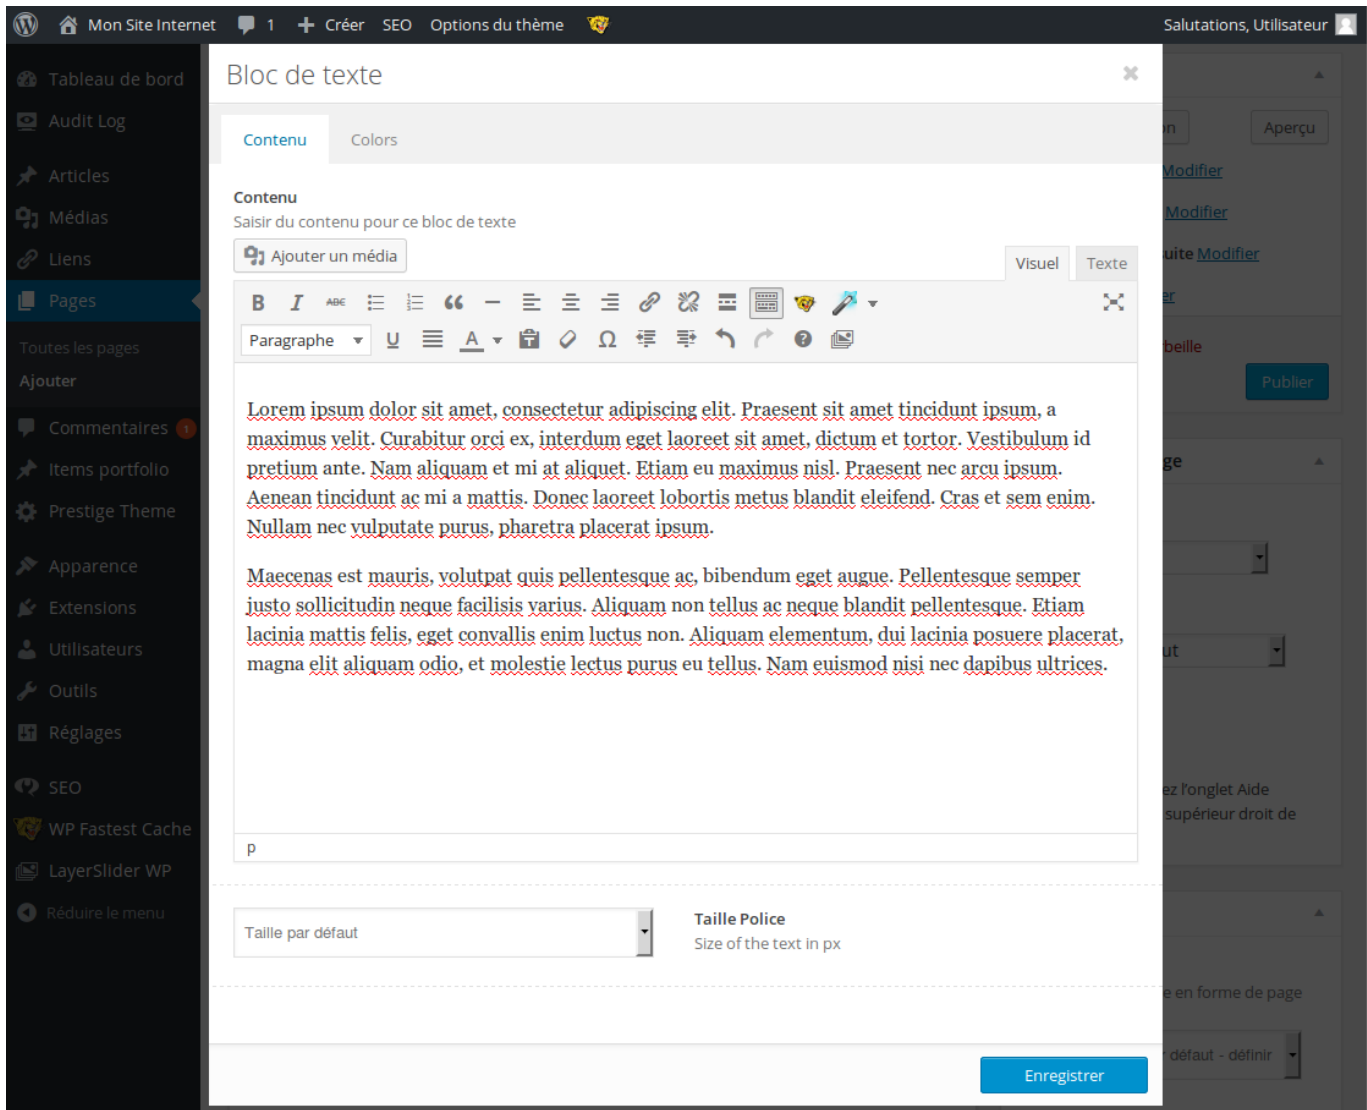 Mon Site Internet 1 Créer SEO Options du thème Salutations, Utilisateur
Tableau de bord
Audit Log
Articles
Médias
Liens
Pages
Toutes les pages
Ajouter
Commentaires 1
Items portfolio
Prestige Theme
Apparence
Extensions
Utilisateurs
Outils
Réglages
SEO
WP Fastest Cache
LayerSlider WP
Réduire le menu
Bloc de texte
Contenu Colors
Contenu
Saisir du contenu pour ce bloc de texte
Ajouter un média
Visuel Texte
B I ABC
Paragraphe U A
Lorem ipsum dolor sit amet, consectetur adipiscing elit. Praesent sit amet tincidunt ipsum, a
maximus velit. Curabitur orci ex, interdum eget laoreet sit amet, dictum et tortor. Vestibulum id
pretium ante. Nam aliquam et mi at aliquet. Etiam eu maximus nisl. Praesent nec arcu ipsum.
Aenean tincidunt ac mi a mattis. Donec laoreet lobortis metus blandit eleifend. Cras et sem enim.
Nullam nec vulputate purus, pharetra placerat ipsum.
Maecenas est mauris, volutpat quis pellentesque ac, bibendum eget augue. Pellentesque semper
justo sollicitudin neque facilisis varius. Aliquam non tellus ac neque blandit pellentesque. Etiam
lacinia mattis felis, eget convallis enim luctus non. Aliquam elementum, dui lacinia posuere placerat,
magna elit aliquam odio, et molestie lectus purus eu tellus. Nam euismod nisi nec dapibus ultrices.
p
Taille par défaut
Taille Police
Size of the text in px
Enregistrer
on Aperçu
Modifier
Modifier
uite Modifier
er
beille
Publier
ge
ut
ez l'onglet Aide
supérieur droit de
e en forme de page
défaut - définir